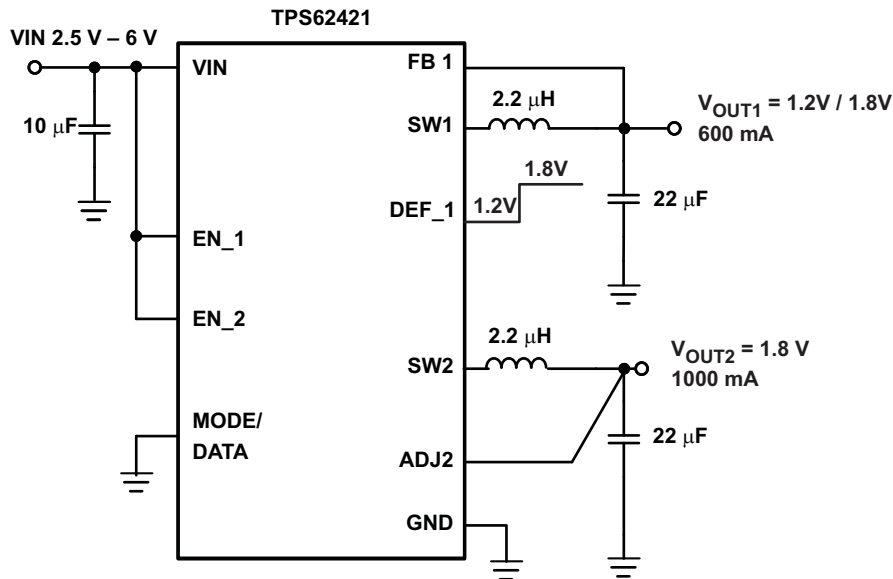 TPS62421
VIN 2.5 V – 6 V
VIN
FB 1
10 μF
2.2 μH
SW1
V_OUT1 = 1.2V / 1.8V
600 mA
1.8V
DEF_1
1.2V
22 μF
EN_1
EN_2
2.2 μH
SW2
V_OUT2 = 1.8 V
1000 mA
MODE/
DATA
22 μF
ADJ2
GND